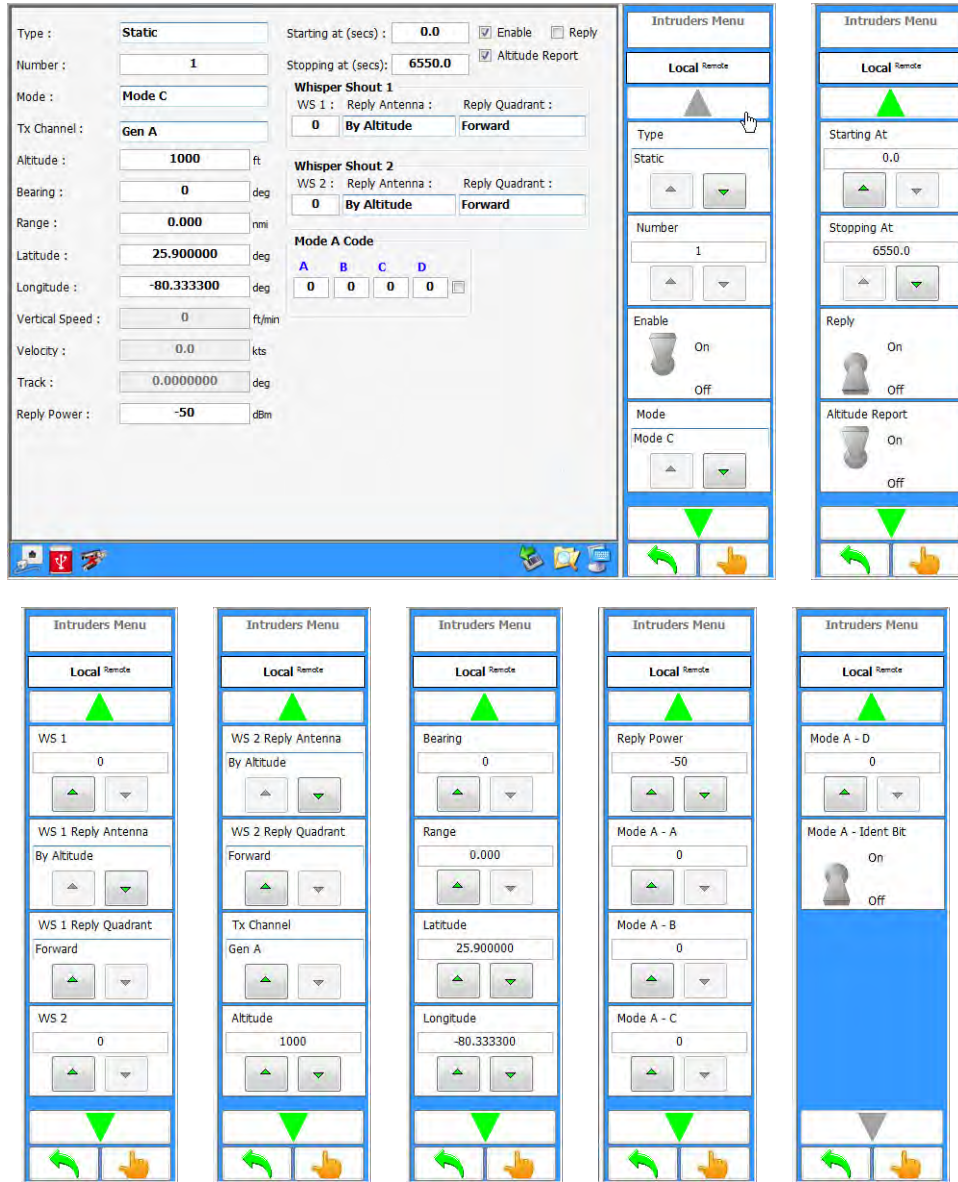 Type : Static Starting at (secs) : 0.0 Enable Reply
Number : 1 Stopping at (secs): 6550.0 Altitude Report
Mode : Mode C
Whisper Shout 1
WS 1 : Reply Antenna : Reply Quadrant :
0 By Altitude Forward
Tx Channel : Gen A
Altitude : 1000 ft
Whisper Shout 2
WS 2 : Reply Antenna : Reply Quadrant :
0 By Altitude Forward
Bearing : 0 deg
Range : 0.000 nmi
Mode A Code
Latitude : 25.900000 deg
A B C D
0 0 0 0
Longitude : -80.333300 deg
Vertical Speed : 0 ft/min
Velocity : 0.0 kts
Track : 0.0000000 deg
Reply Power : -50 dBm
Intruders Menu
Local Remote
Type
Static
Number
1
Enable
On
Off
Mode
Mode C
Intruders Menu
Local Remote
Starting At
0.0
Stopping At
6550.0
Reply
On
Off
Altitude Report
On
Off
Intruders Menu
Local Remote
WS 1
0
WS 1 Reply Antenna
By Altitude
WS 1 Reply Quadrant
Forward
WS 2
0
Intruders Menu
Local Remote
WS 2 Reply Antenna
By Altitude
WS 2 Reply Quadrant
Forward
Tx Channel
Gen A
Altitude
1000
Intruders Menu
Local Remote
Bearing
0
Range
0.000
Latitude
25.900000
Longitude
-80.333300
Intruders Menu
Local Remote
Reply Power
-50
Mode A - A
0
Mode A - B
0
Mode A - C
0
Intruders Menu
Local Remote
Mode A - D
0
Mode A - Ident Bit
On
Off